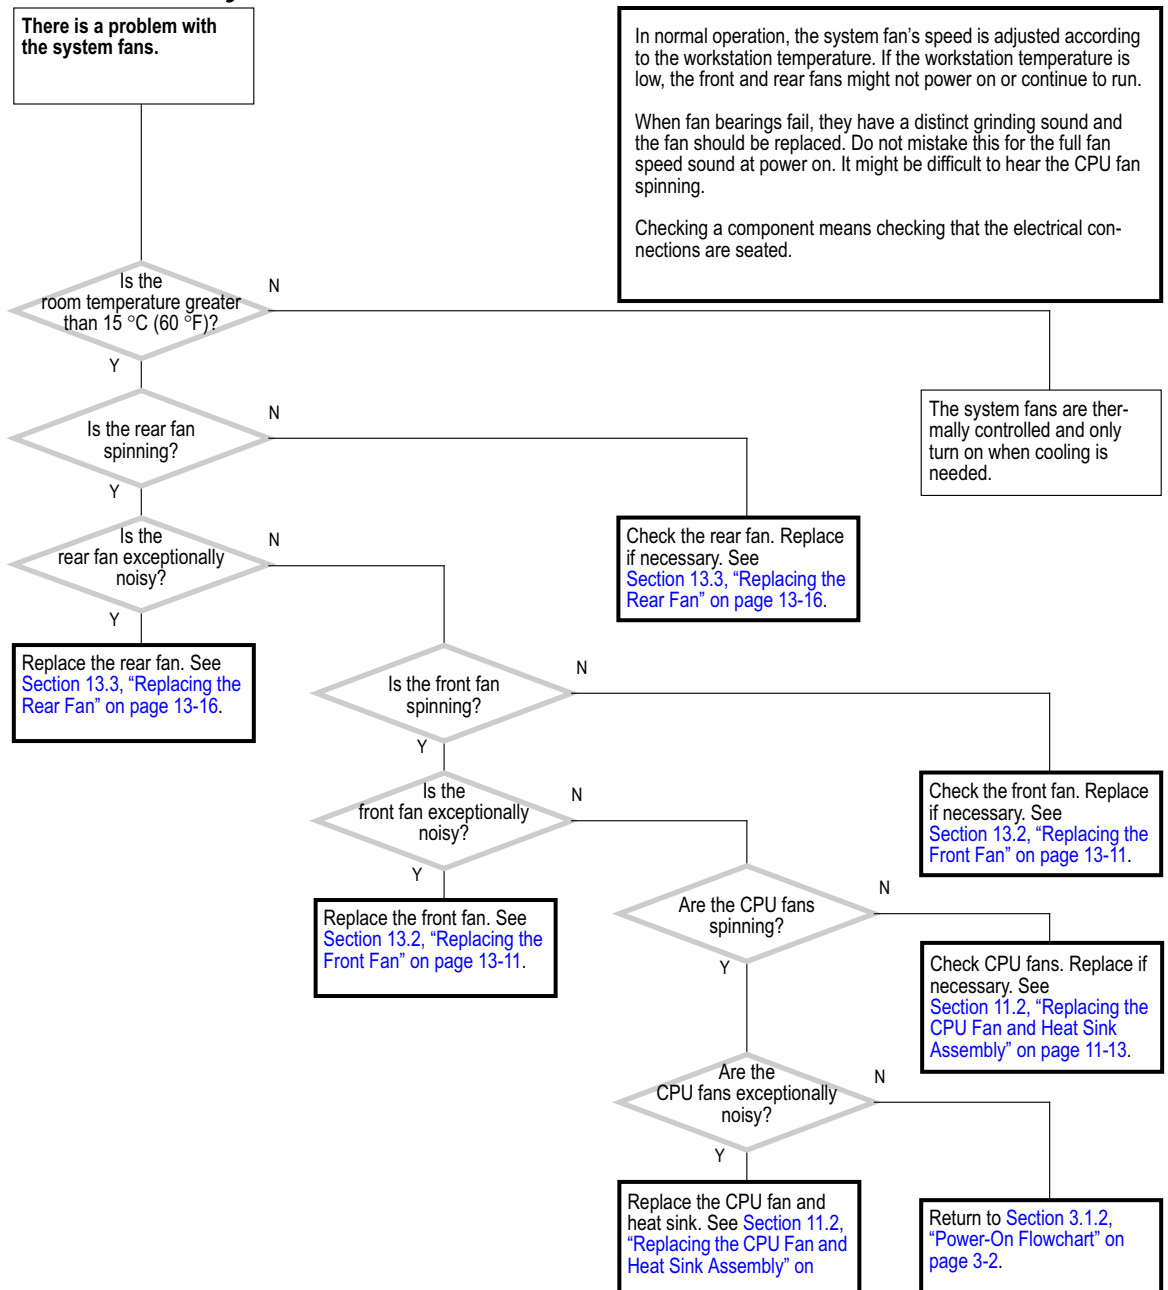 There is a problem with
the system fans.
In normal operation, the system fan’s speed is adjusted according
to the workstation temperature. If the workstation temperature is
low, the front and rear fans might not power on or continue to run.
When fan bearings fail, they have a distinct grinding sound and
the fan should be replaced. Do not mistake this for the full fan
speed sound at power on. It might be difficult to hear the CPU fan
spinning.
Checking a component means checking that the electrical con-
nections are seated.
Is the
room temperature greater
than 15 °C (60 °F)?
N
Y
The system fans are ther-
mally controlled and only
turn on when cooling is
needed.
Is the rear fan
spinning?
N
Y
Check the rear fan. Replace
if necessary. See
Section 13.3, “Replacing the
Rear Fan” on page 13-16.
Is the
rear fan exceptionally
noisy?
N
Y
Replace the rear fan. See
Section 13.3, “Replacing the
Rear Fan” on page 13-16.
Is the front fan
spinning?
N
Y
Check the front fan. Replace
if necessary. See
Section 13.2, “Replacing the
Front Fan” on page 13-11.
Is the
front fan exceptionally
noisy?
N
Y
Replace the front fan. See
Section 13.2, “Replacing the
Front Fan” on page 13-11.
Are the CPU fans
spinning?
N
Y
Check CPU fans. Replace if
necessary. See
Section 11.2, “Replacing the
CPU Fan and Heat Sink
Assembly” on page 11-13.
Are the
CPU fans exceptionally
noisy?
N
Y
Replace the CPU fan and
heat sink. See Section 11.2,
“Replacing the CPU Fan and
Heat Sink Assembly” on
Return to Section 3.1.2,
“Power-On Flowchart” on
page 3-2.